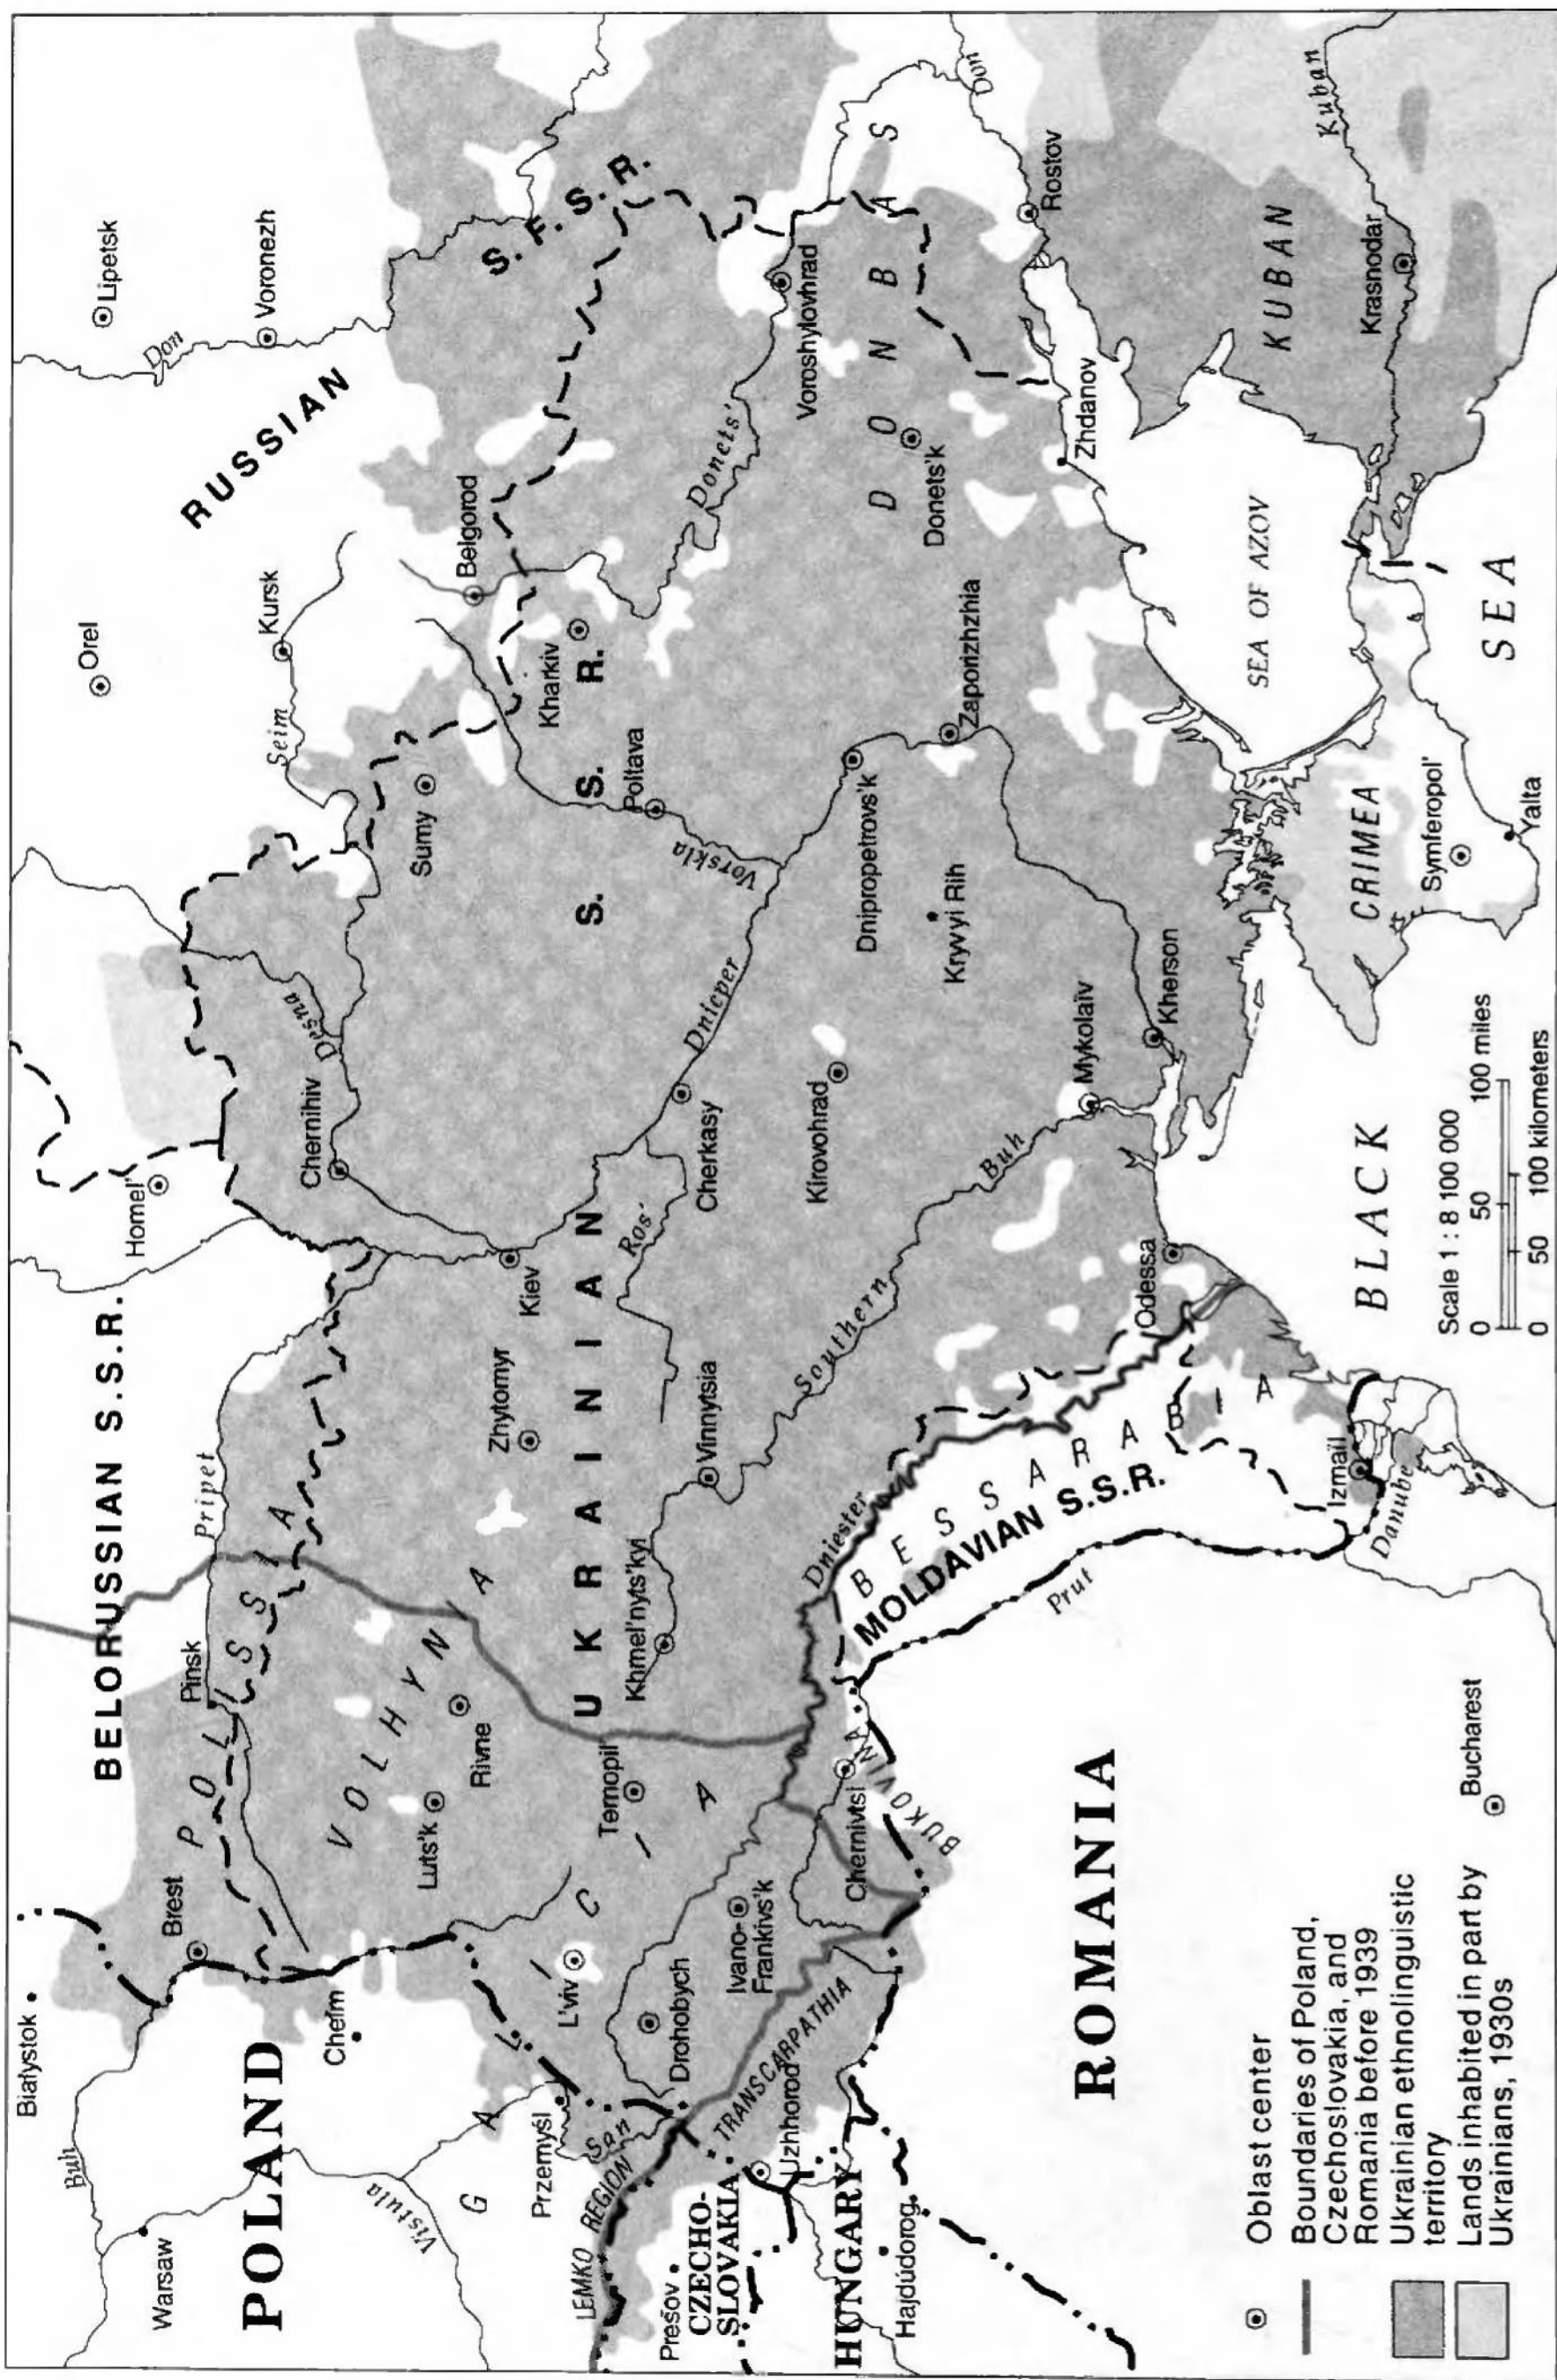 Białystok
Warsaw
Buh
POLAND
Vistula
Chełm
Brest
BELORUSSIAN S.S.R.
Pinsk
Pripet
POLISSIA
Homel'
Orel
Lipetsk
Don
Voronezh
Kursk
Seim
RUSSIAN
S. F. S. R.
Belgorod
Chernihiv
Desna
Sumy
Kharkiv
Poltava
Vorskla
Donets'
Voroshylovhrad
DONBAS
Don
Rostov
VOLHYNIA
Luts'k
Rivne
Zhytomyr
Kiev
UKRAINIAN
S. S. R.
GALICIA
Przemyśl
San
LEMKO REGION
L'viv
Ternopil'
Khmel'nyts'kyi
Vinnytsia
Ros'
Cherkasy
Dnieper
Kirovohrad
Dnipropetrovs'k
Kryvyi Rih
Zaporizhzhia
Donets'k
Zhdanov
Drohobych
Ivano-
Frankivs'k
Chernivtsi
BUKOVINA
TRANSCARPATHIA
Uzhhorod
Prešov
CZECHO-
SLOVAKIA
HUNGARY
Hajdúdorog
Dniester
Southern
Buh
BESSARABIA
MOLDAVIAN S.S.R.
Prut
Odessa
Mykolaïv
Kherson
SEA OF AZOV
KUBAN
Kuban
Krasnodar
CRIMEA
Symferopol'
Yalta
BLACK
SEA
Izmaïl
Danube
ROMANIA
Bucharest
Scale 1 : 8 100 000
0 50 100 miles
0 50 100 kilometers
Oblast center
Boundaries of Poland,
Czechoslovakia, and
Romania before 1939
Ukrainian ethnolinguistic
territory
Lands inhabited in part by
Ukrainians, 1930s